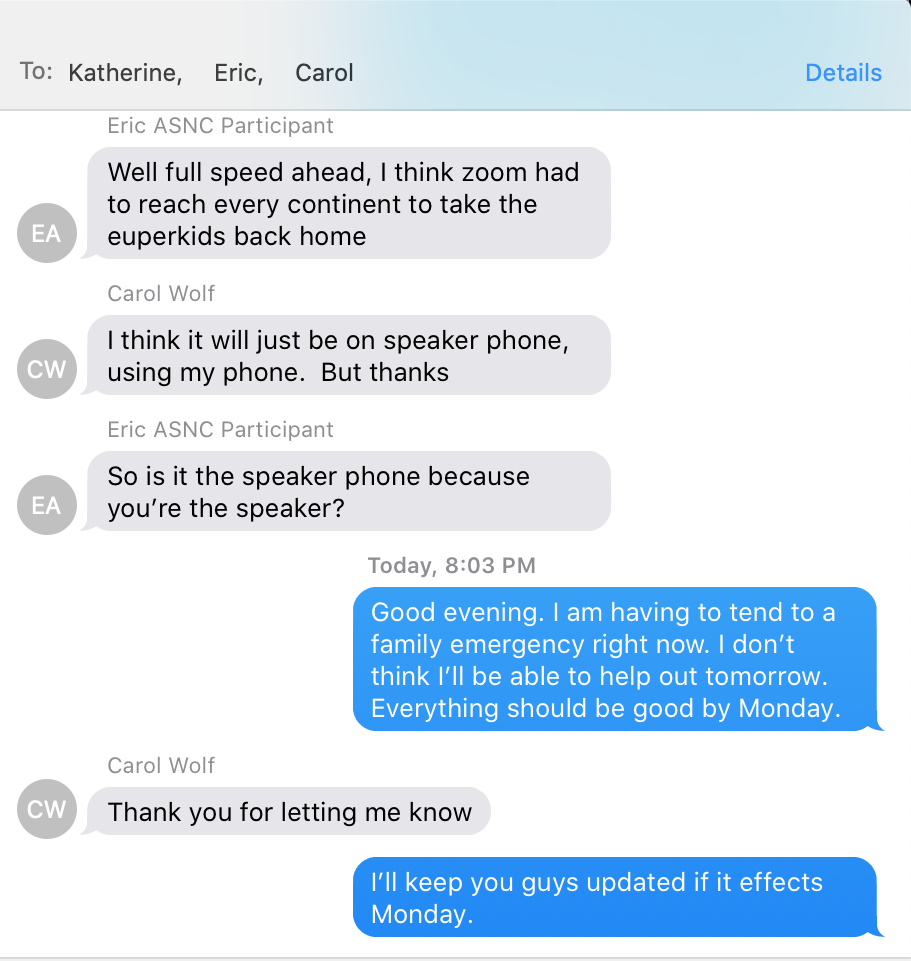 To: Katherine, Eric, Carol
Details
Eric ASNC Participant
Well full speed ahead, I think zoom had
to reach every continent to take the
euperkids back home
EA
Carol Wolf
I think it will just be on speaker phone,
using my phone.  But thanks
CW
Eric ASNC Participant
So is it the speaker phone because
you’re the speaker?
EA
Today, 8:03 PM
Good evening. I am having to tend to a
family emergency right now. I don’t
think I’ll be able to help out tomorrow.
Everything should be good by Monday.
Carol Wolf
Thank you for letting me know
CW
I’ll keep you guys updated if it effects
Monday.